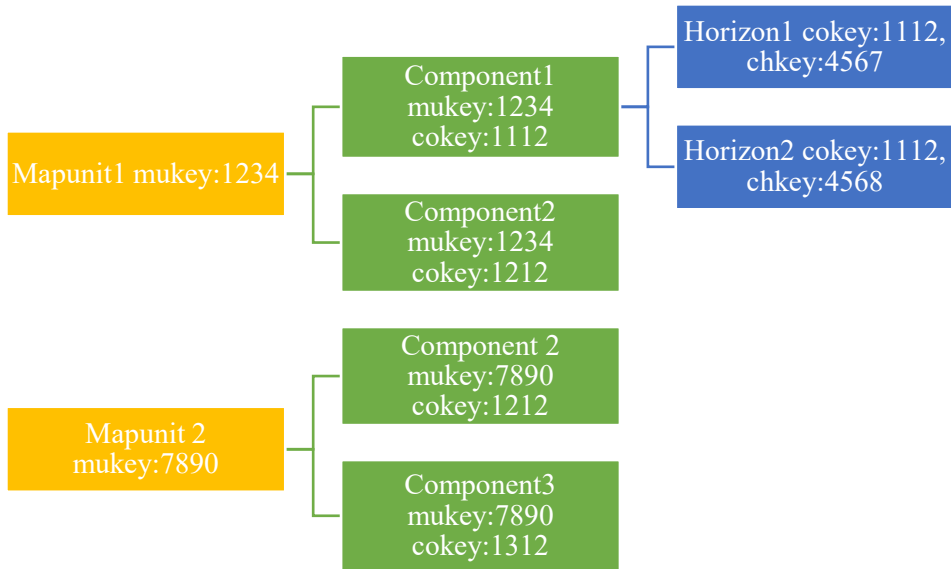 Mapunit1 mukey:1234
Component1
mukey:1234
cokey:1112
Horizon1 cokey:1112,
chkey:4567
Horizon2 cokey:1112,
chkey:4568
Component2
mukey:1234
cokey:1212
Mapunit 2
mukey:7890
Component 2
mukey:7890
cokey:1212
Component3
mukey:7890
cokey:1312